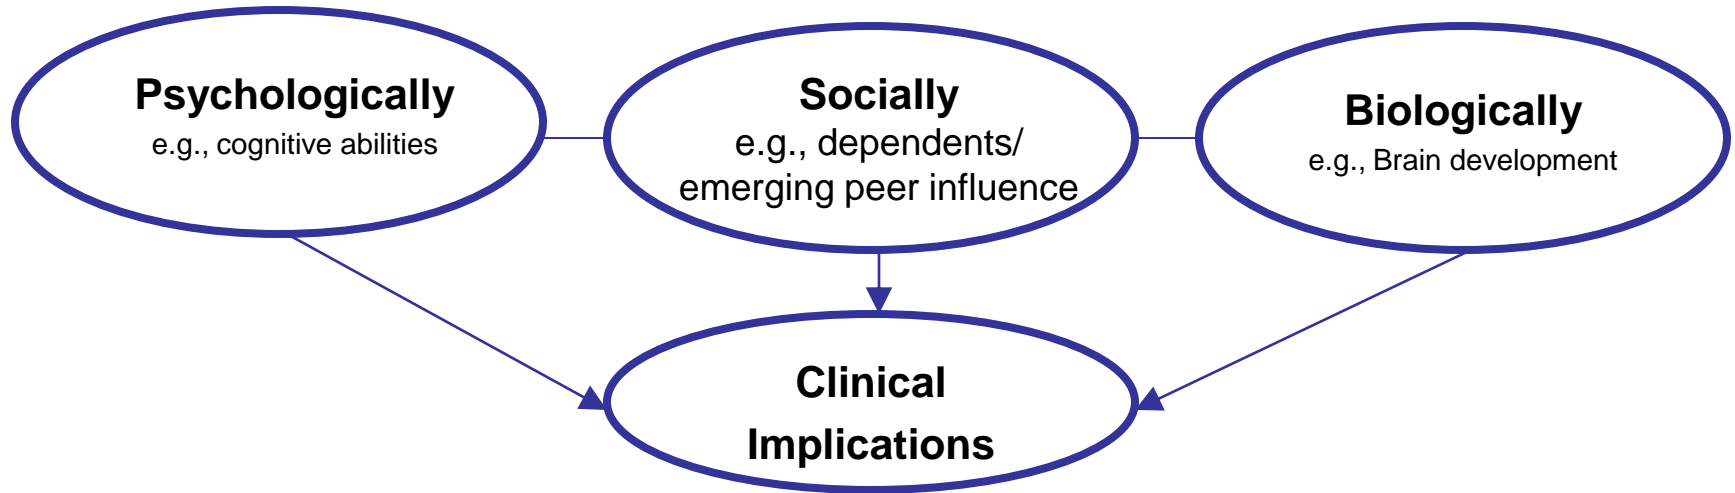 Psychologically
e.g., cognitive abilities
Socially
e.g., dependents/
emerging peer influence
Biologically
e.g., Brain development
Clinical
Implications